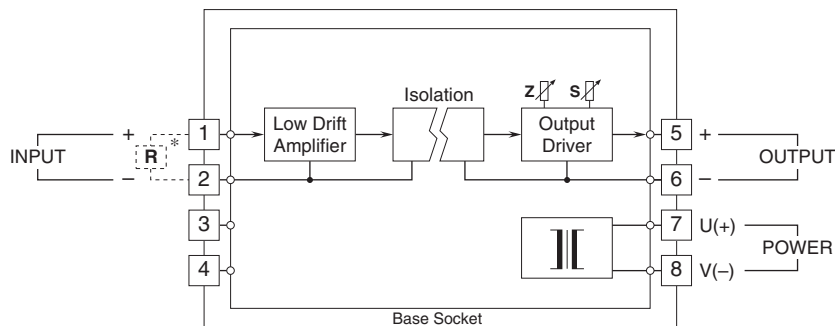 Isolation
Z S
Low Drift
Amplifier
Output
Driver
INPUT
+
–
R
*
1
2
3
4
5
6
7
8
+
–
OUTPUT
U(+)
V(–)
POWER
Base Socket